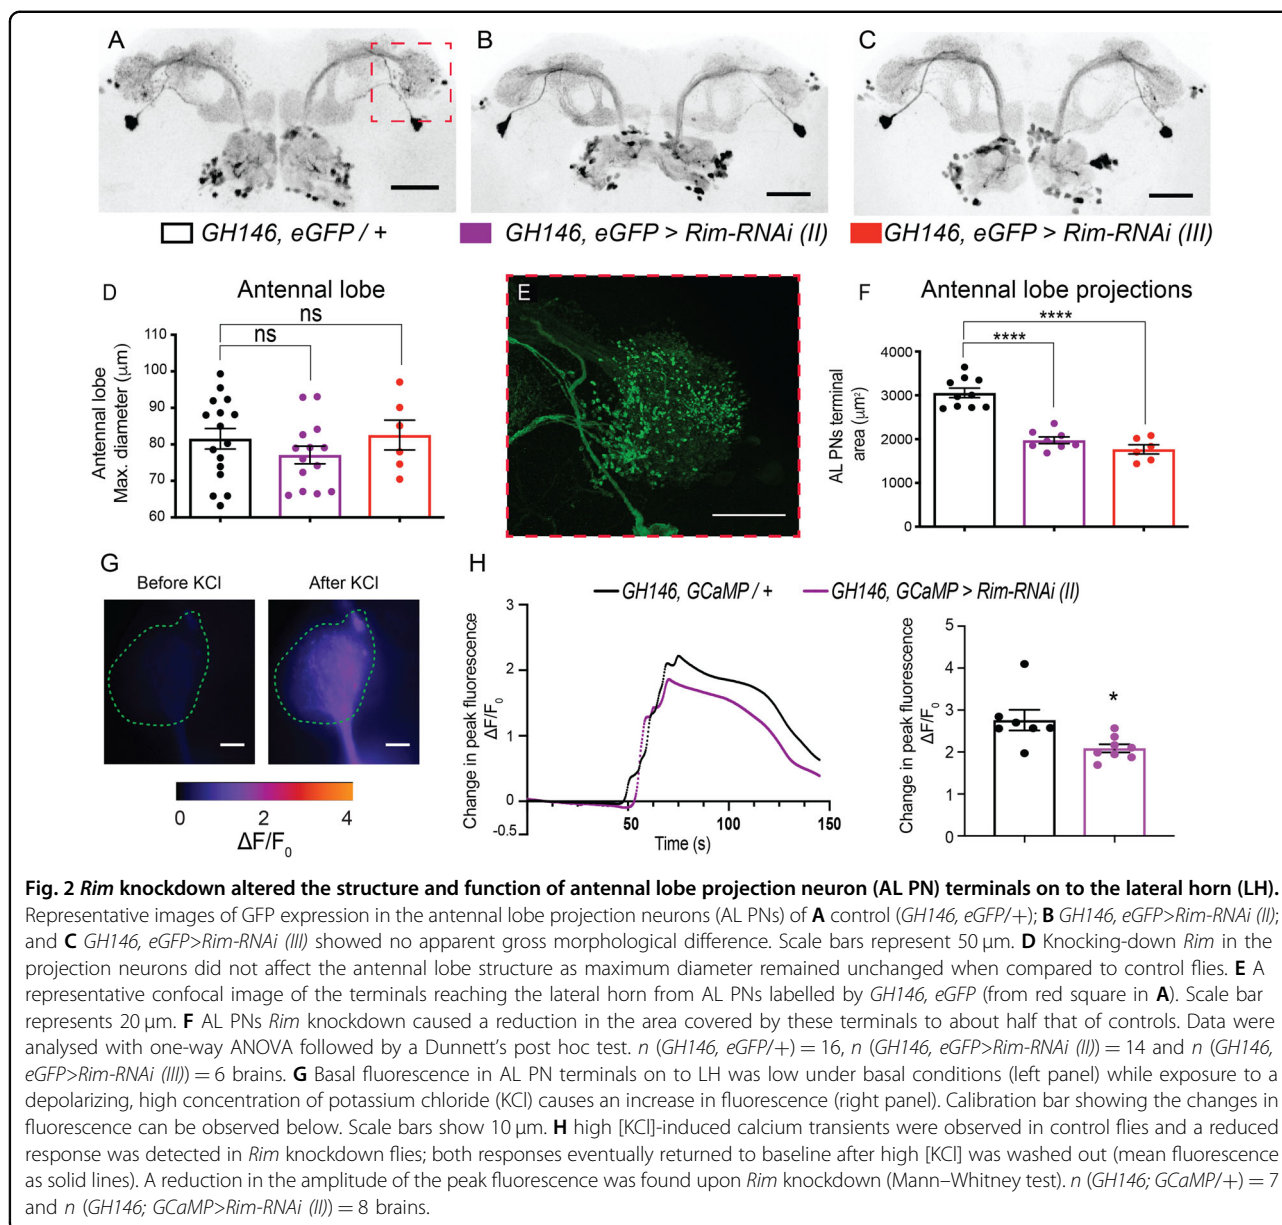 A
B
C
GH146, eGFP / +
GH146, eGFP > Rim-RNAi (II)
GH146, eGFP > Rim-RNAi (III)
D
Antennal lobe
ns
ns
Antennal lobe
Max. diameter (μm)
110
100
90
80
70
60
E
F
Antennal lobe projections
****
****
AL PNs terminal
area (μm²)
4000
3000
2000
1000
0
G
Before KCl
After KCl
0
2
4
ΔF/F0
H
GH146, GCaMP / +
GH146, GCaMP > Rim-RNAi (II)
Change in peak fluorescence
ΔF/F0
3
2
1
0
-0.5
50
100
150
Time (s)
Change in peak fluorescence
ΔF/F0
5
4
3
2
1
0
*
Fig. 2 Rim knockdown altered the structure and function of antennal lobe projection neuron (AL PN) terminals on to the lateral horn (LH).
Representative images of GFP expression in the antennal lobe projection neurons (AL PNs) of A control (GH146, eGFP/+); B GH146, eGFP>Rim-RNAi (II);
and C GH146, eGFP>Rim-RNAi (III) showed no apparent gross morphological difference. Scale bars represent 50 μm. D Knocking-down Rim in the
projection neurons did not affect the antennal lobe structure as maximum diameter remained unchanged when compared to control flies. E A
representative confocal image of the terminals reaching the lateral horn from AL PNs labelled by GH146, eGFP (from red square in A). Scale bar
represents 20 μm. F AL PNs Rim knockdown caused a reduction in the area covered by these terminals to about half that of controls. Data were
analysed with one-way ANOVA followed by a Dunnett's post hoc test. n (GH146, eGFP/+) = 16, n (GH146, eGFP>Rim-RNAi (II)) = 14 and n (GH146,
eGFP>Rim-RNAi (III)) = 6 brains. G Basal fluorescence in AL PN terminals on to LH was low under basal conditions (left panel) while exposure to a
depolarizing, high concentration of potassium chloride (KCl) causes an increase in fluorescence (right panel). Calibration bar showing the changes in
fluorescence can be observed below. Scale bars show 10 μm. H high [KCl]-induced calcium transients were observed in control flies and a reduced
response was detected in Rim knockdown flies; both responses eventually returned to baseline after high [KCl] was washed out (mean fluorescence
as solid lines). A reduction in the amplitude of the peak fluorescence was found upon Rim knockdown (Mann–Whitney test). n (GH146; GCaMP/+) = 7
and n (GH146; GCaMP>Rim-RNAi (II)) = 8 brains.